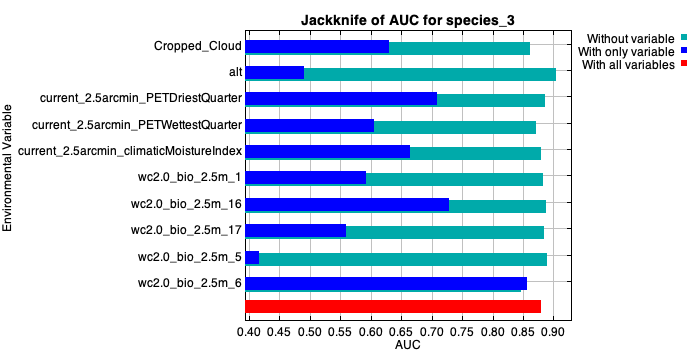 Jackknife of AUC for species_3
Without variable
With only variable
With all variables
Environmental Variable
Cropped_Cloud
alt
current_2.5arcmin_PETDriestQuarter
current_2.5arcmin_PETWettestQuarter
current_2.5arcmin_climaticMoistureIndex
wc2.0_bio_2.5m_1
wc2.0_bio_2.5m_16
wc2.0_bio_2.5m_17
wc2.0_bio_2.5m_5
wc2.0_bio_2.5m_6
0.40 0.45 0.50 0.55 0.60 0.65 0.70 0.75 0.80 0.85 0.90
AUC